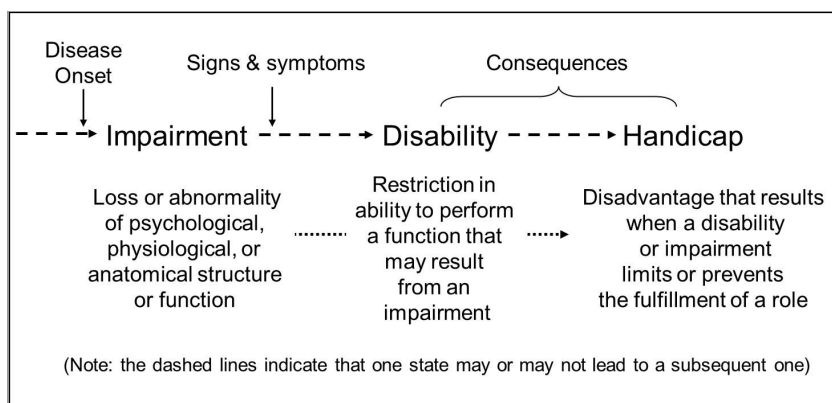 Disease
Onset
Signs & symptoms
Consequences
Impairment
Disability
Handicap
Loss or abnormality
of psychological,
physiological, or
anatomical structure
or function
Restriction in
ability to perform
a function that
may result
from an
impairment
Disadvantage that results
when a disability
or impairment
limits or prevents
the fulfillment of a role
(Note: the dashed lines indicate that one state may or may not lead to a subsequent one)